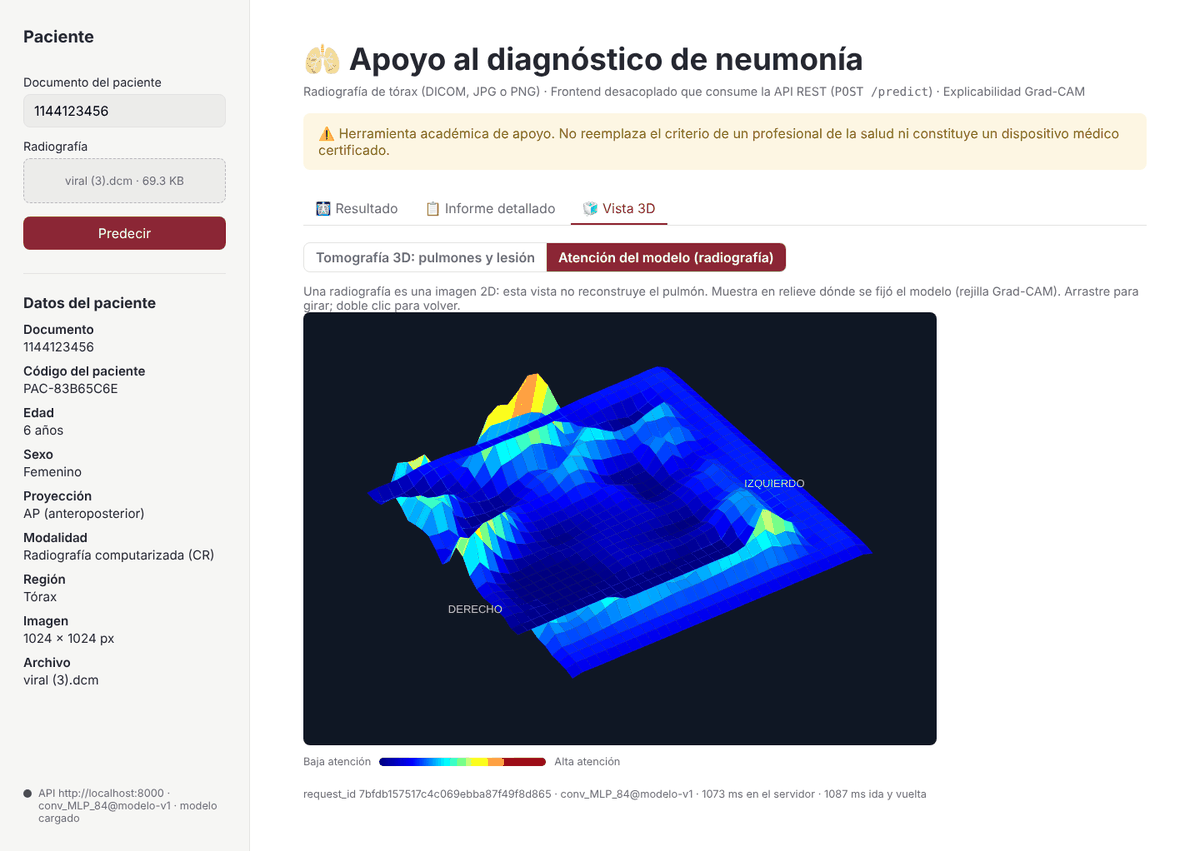 Paciente
Documento del paciente
1144123456
Radiografía
viral (3).dcm · 69.3 KB
Predecir
Datos del paciente
Documento
1144123456
Código del paciente
PAC-83B65C6E
Edad
6 años
Sexo
Femenino
Proyección
AP (anteroposterior)
Modalidad
Radiografía computarizada (CR)
Región
Tórax
Imagen
1024 × 1024 px
Archivo
viral (3).dcm
API http://localhost:8000 ·
conv_MLP_84@modelo-v1 · modelo
cargado
Apoyo al diagnóstico de neumonía
Radiografía de tórax (DICOM, JPG o PNG) · Frontend desacoplado que consume la API REST (POST /predict) · Explicabilidad Grad-CAM
Herramienta académica de apoyo. No reemplaza el criterio de un profesional de la salud ni constituye un dispositivo médico
certificado.
Resultado
Informe detallado
Vista 3D
Tomografía 3D: pulmones y lesión
Atención del modelo (radiografía)
Una radiografía es una imagen 2D: esta vista no reconstruye el pulmón. Muestra en relieve dónde se fijó el modelo (rejilla Grad-CAM). Arrastre para
girar; doble clic para volver.
IZQUIERDO
DERECHO
Baja atención
Alta atención
request_id 7bfdb157517c4c069ebba87f49f8d865 · conv_MLP_84@modelo-v1 · 1073 ms en el servidor · 1087 ms ida y vuelta